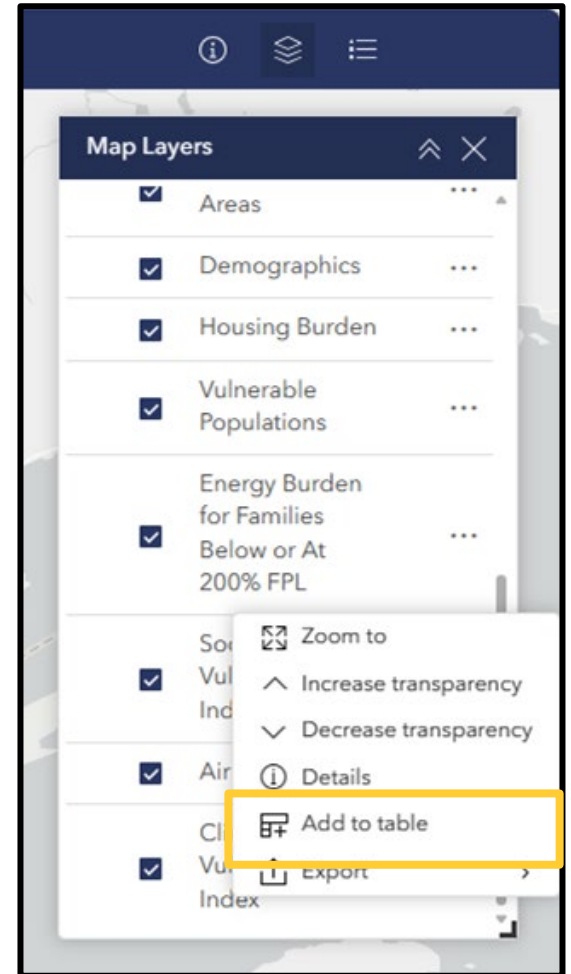 Map Layers
Areas
Demographics
Housing Burden
Vulnerable
Populations
Energy Burden
for Families
Below or At
200% FPL
Zoom to
Increase transparency
Decrease transparency
Air
Details
Add to table
Export
Index